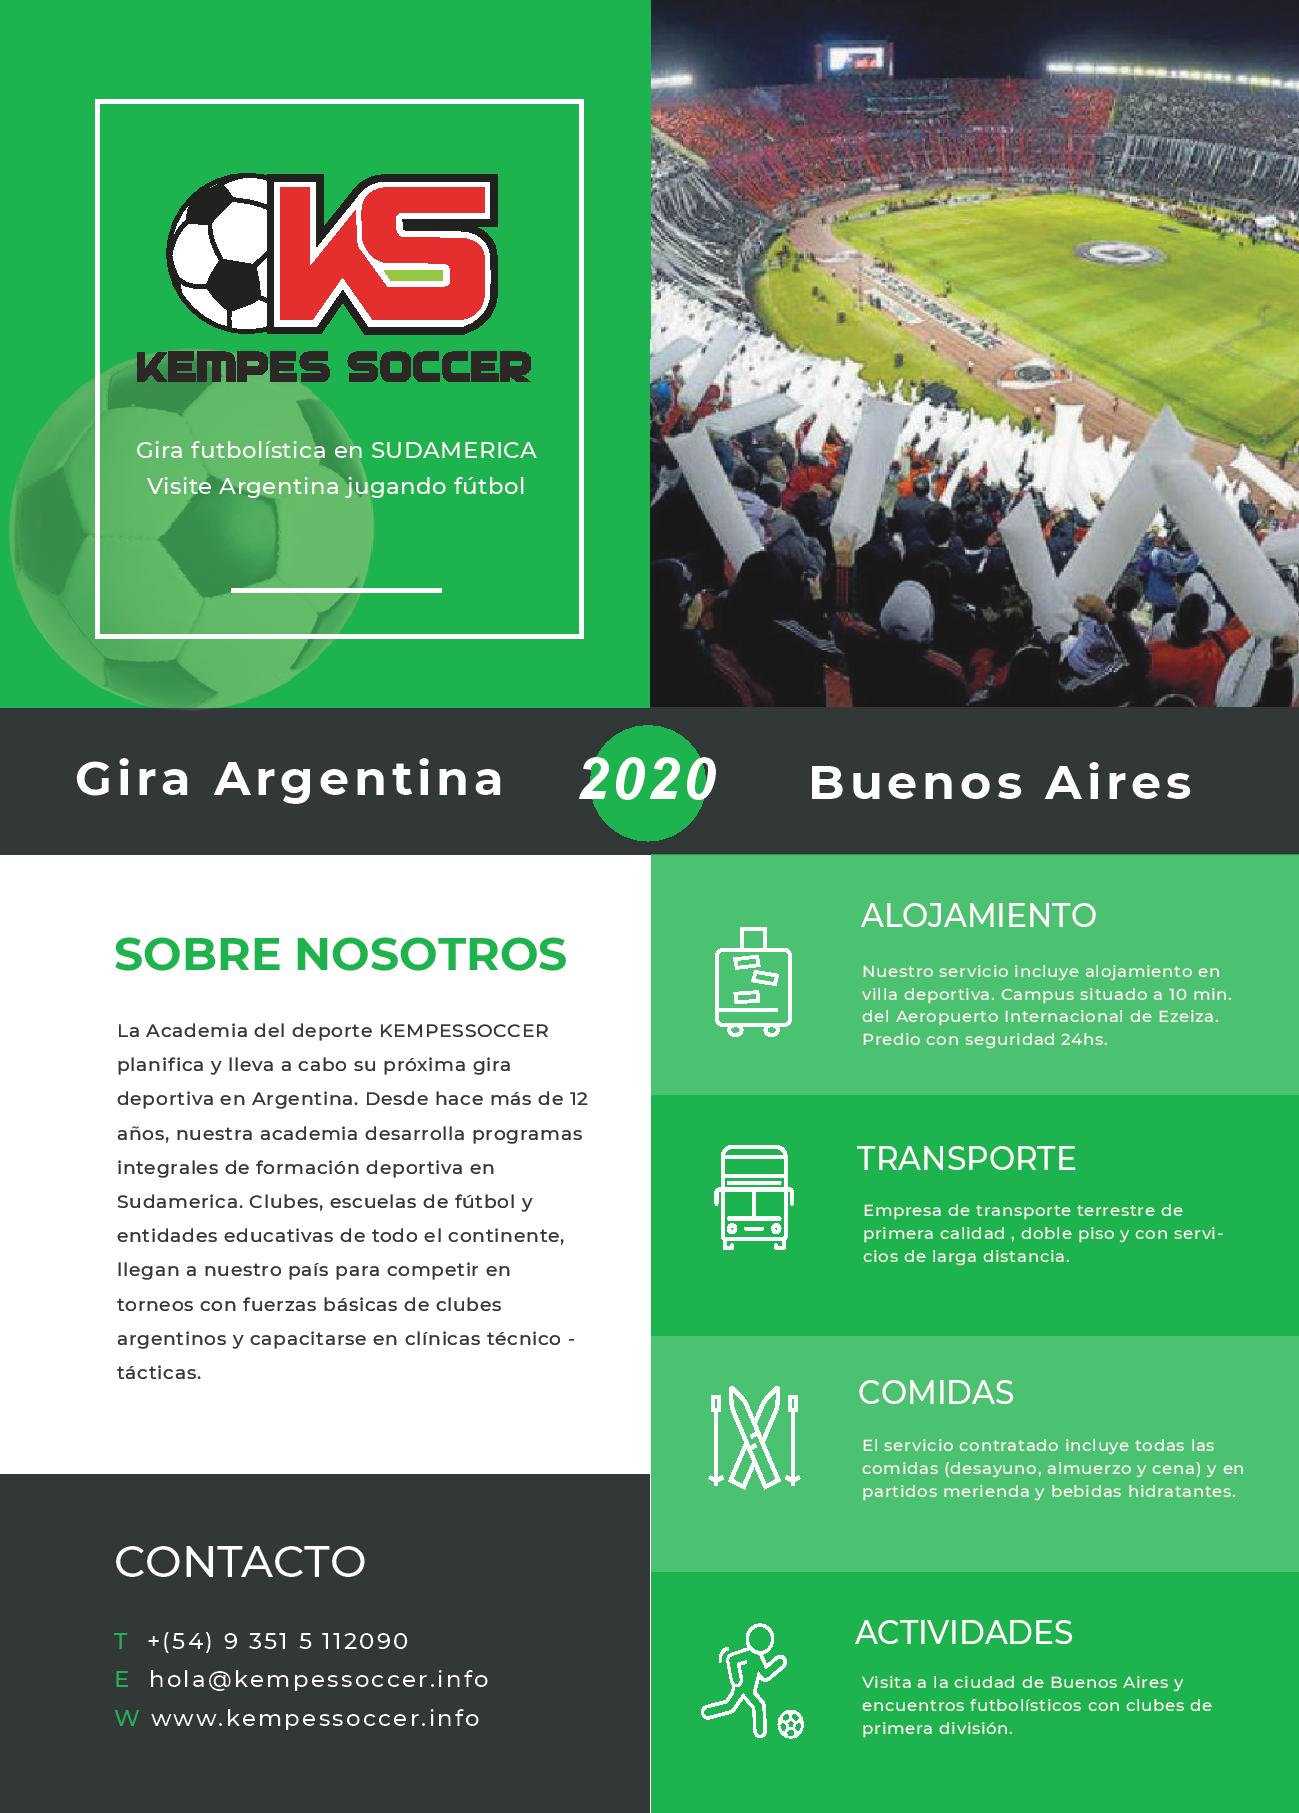 KS
KEMPES SOCCER
Gira futbolística en SUDAMERICA
Visite Argentina jugando fútbol
Gira Argentina
2020
Buenos Aires
SOBRE NOSOTROS
La Academia del deporte KEMPESSOCCER
planifica y lleva a cabo su próxima gira
deportiva en Argentina. Desde hace más de 12
años, nuestra academia desarrolla programas
integrales de formación deportiva en
Sudamerica. Clubes, escuelas de fútbol y
entidades educativas de todo el continente,
llegan a nuestro país para competir en
torneos con fuerzas básicas de clubes
argentinos y capacitarse en clínicas técnico -
tácticas.
CONTACTO
T +(54) 9 351 5 112090
E hola@kempessoccer.info
W www.kempessoccer.info
ALOJAMIENTO
Nuestro servicio incluye alojamiento en
villa deportiva. Campus situado a 10 min.
del Aeropuerto Internacional de Ezeiza.
Predio con seguridad 24hs.
TRANSPORTE
Empresa de transporte terrestre de
primera calidad , doble piso y con servi-
cios de larga distancia.
COMIDAS
El servicio contratado incluye todas las
comidas (desayuno, almuerzo y cena) y en
partidos merienda y bebidas hidratantes.
ACTIVIDADES
Visita a la ciudad de Buenos Aires y
encuentros futbolísticos con clubes de
primera división.